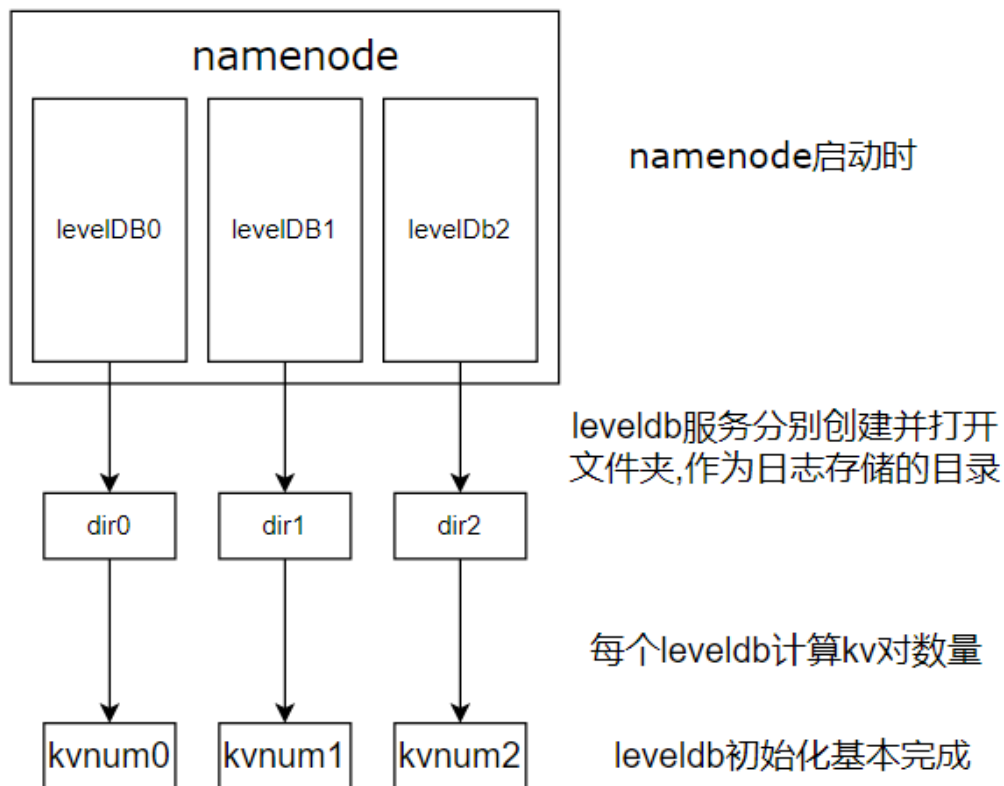 namenode
levelDB0
levelDB1
levelDb2
namenode启动时
leveldb服务分别创建并打开
文件夹,作为日志存储的目录
dir0
dir1
dir2
每个leveldb计算kv对数量
kvnum0
kvnum1
kvnum2
leveldb初始化基本完成